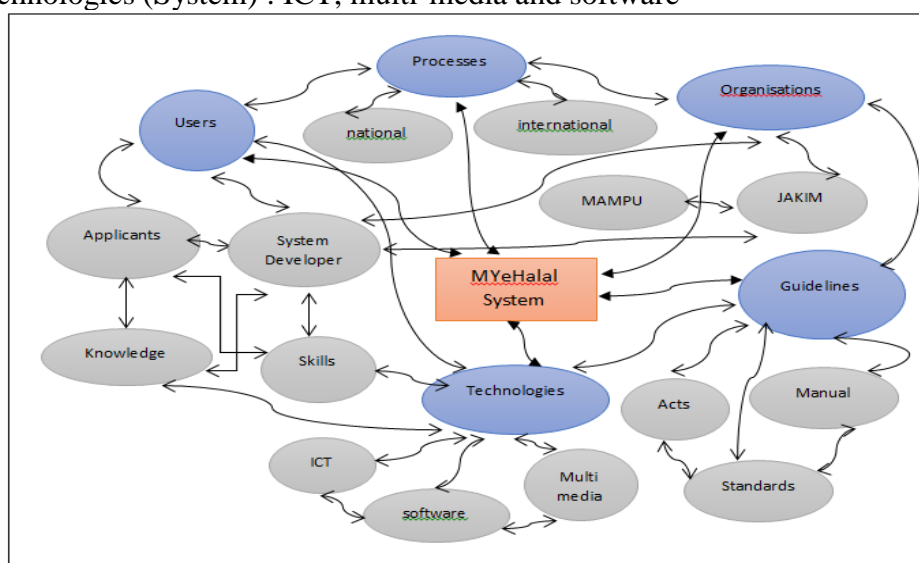 chnologies (System) : ICT, multi-media and software
Processes
Organisations
Users
national
international
MAMPU
JAKIM
Applicants
System
Developer
MYeHalal
System
Guidelines
Knowledge
Skills
Technologies
Acts
Manual
ICT
Multi
media
Standards
software